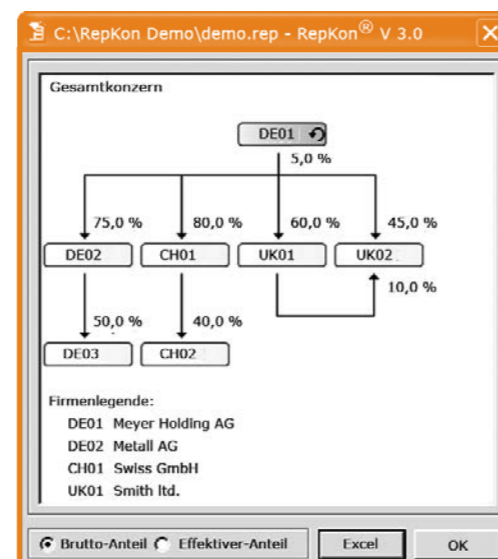 C:\RepKon Demo\demo.rep - RepKon® V 3.0
Gesamtkonzern
DE01
5,0 %
75,0 %
80,0 %
60,0 %
45,0 %
DE02
CH01
UK01
UK02
10,0 %
50,0 %
40,0 %
DE03
CH02
Firmenlegende:
DE01 Meyer Holding AG
DE02 Metall AG
CH01 Swiss GmbH
UK01 Smith ltd.
Brutto-Anteil
Effektiver-Anteil
Excel
OK